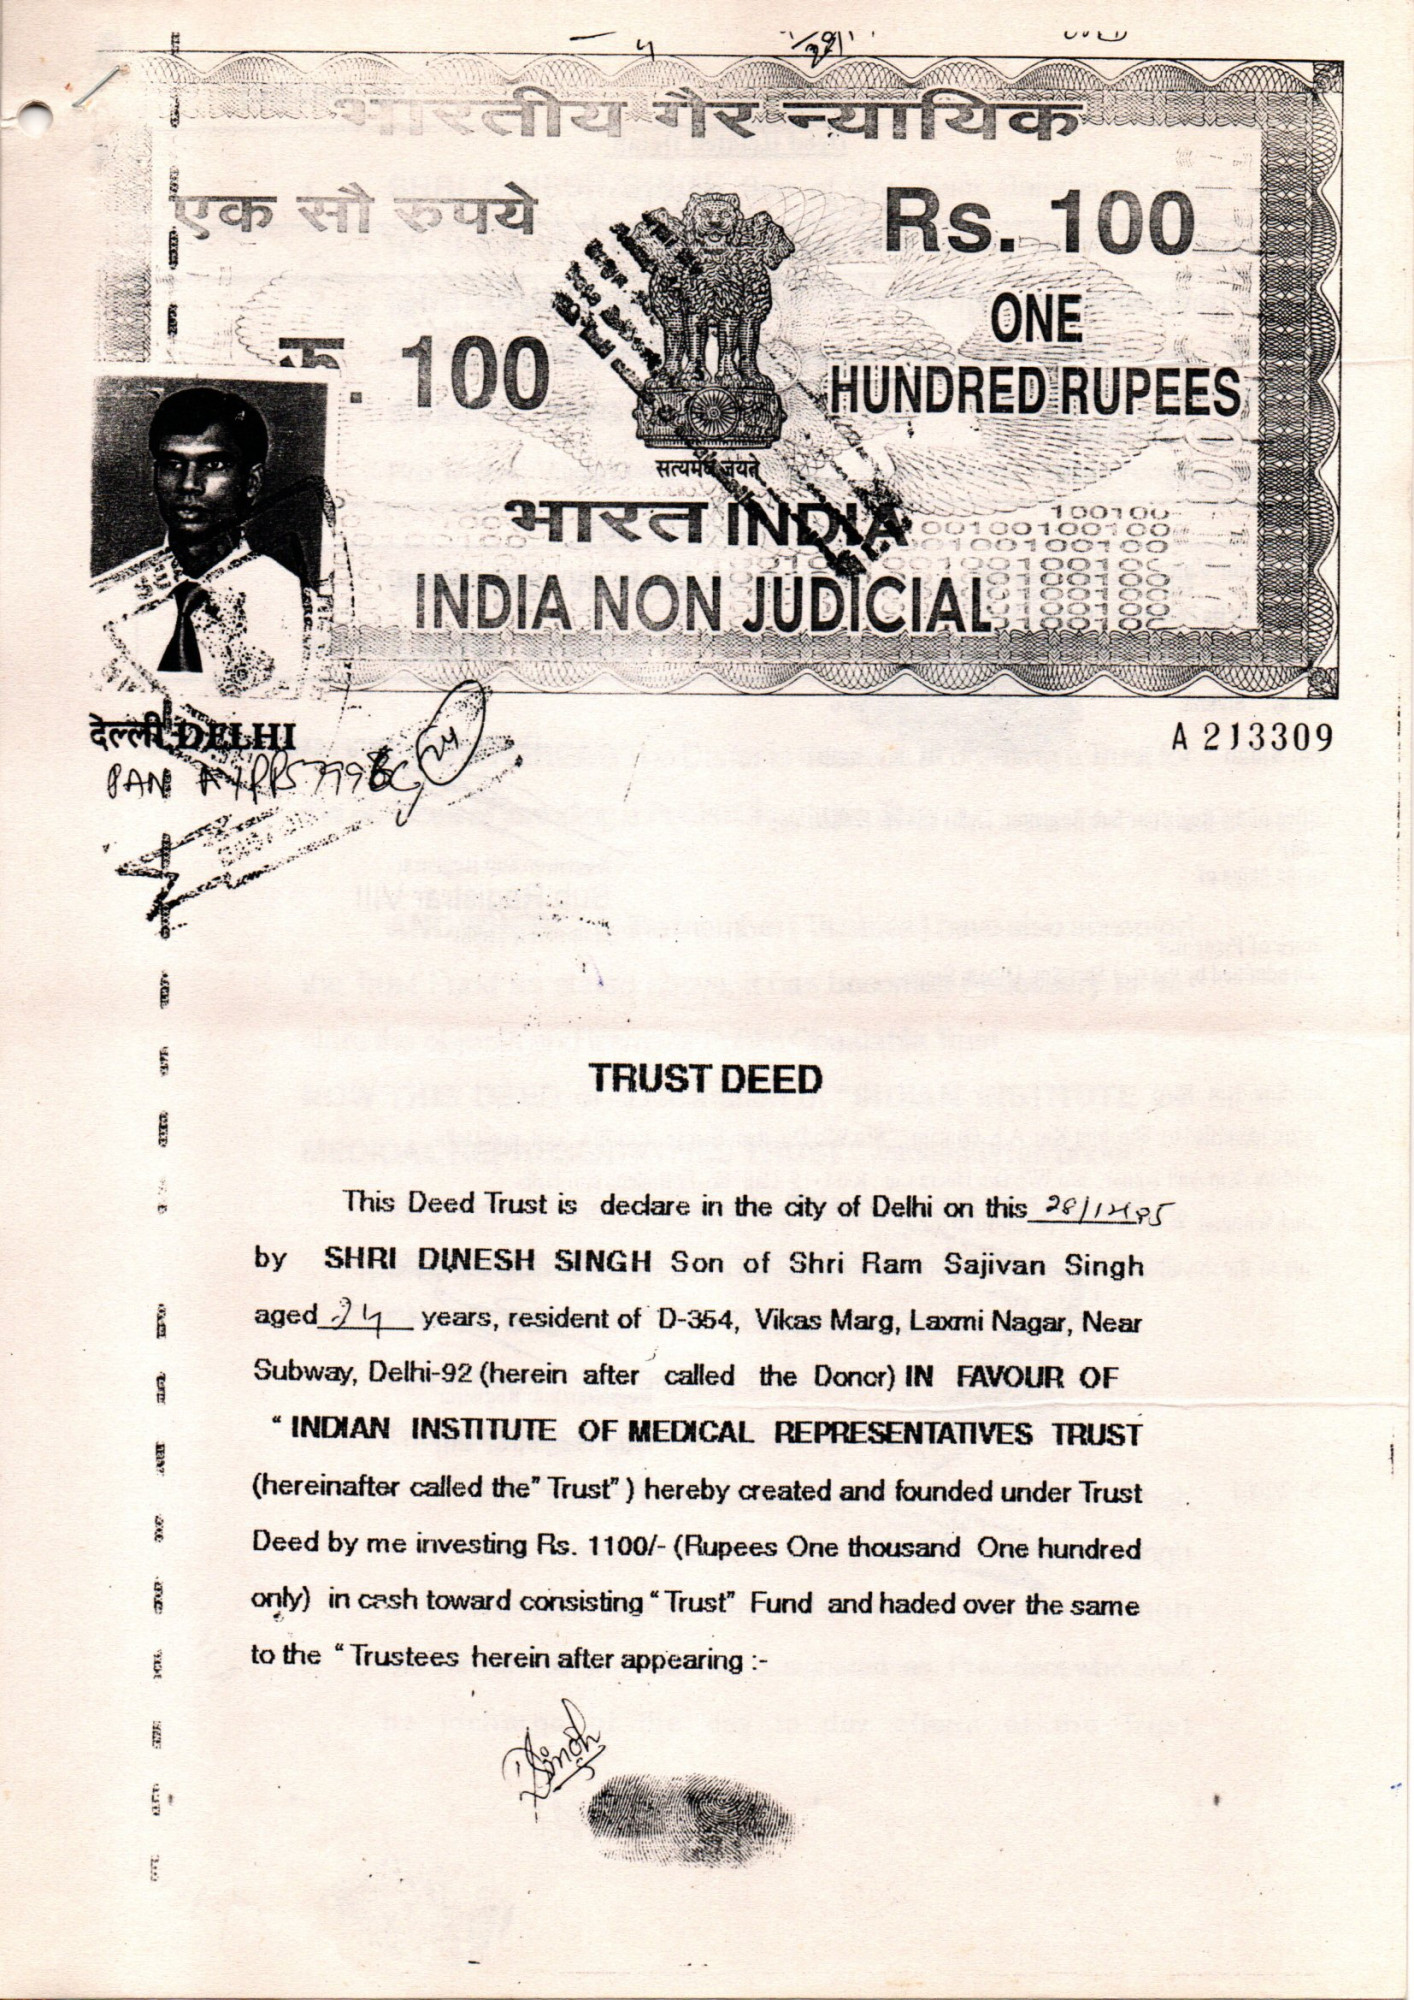 भारतीय गैर न्यायिक
एक सौ रुपये
Rs. 100
रू. 100
ONE
HUNDRED RUPEES
सत्यमेव जयते
भारत INDIA
INDIA NON JUDICIAL
देल्ली DELHI
A 213309
PAN
24
TRUST DEED
This Deed Trust is declare in the city of Delhi on this
by SHRI DINESH SINGH Son of Shri Ram Sajivan Singh
aged 24 years, resident of D-354, Vikas Marg, Laxmi Nagar, Near
Subway, Delhi-92 (herein after called the Donor) IN FAVOUR OF
“ INDIAN INSTITUTE OF MEDICAL REPRESENTATIVES TRUST
(hereinafter called the” Trust” ) hereby created and founded under Trust
Deed by me investing Rs. 1100/- (Rupees One thousand One hundred
only) in cash toward consisting “ Trust” Fund and haded over the same
to the “ Trustees herein after appearing :-
DSingh